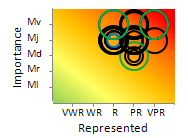 Importance
Mv
Mj
Md
Mr
Ml
VWR WR R PR VPR
Represented